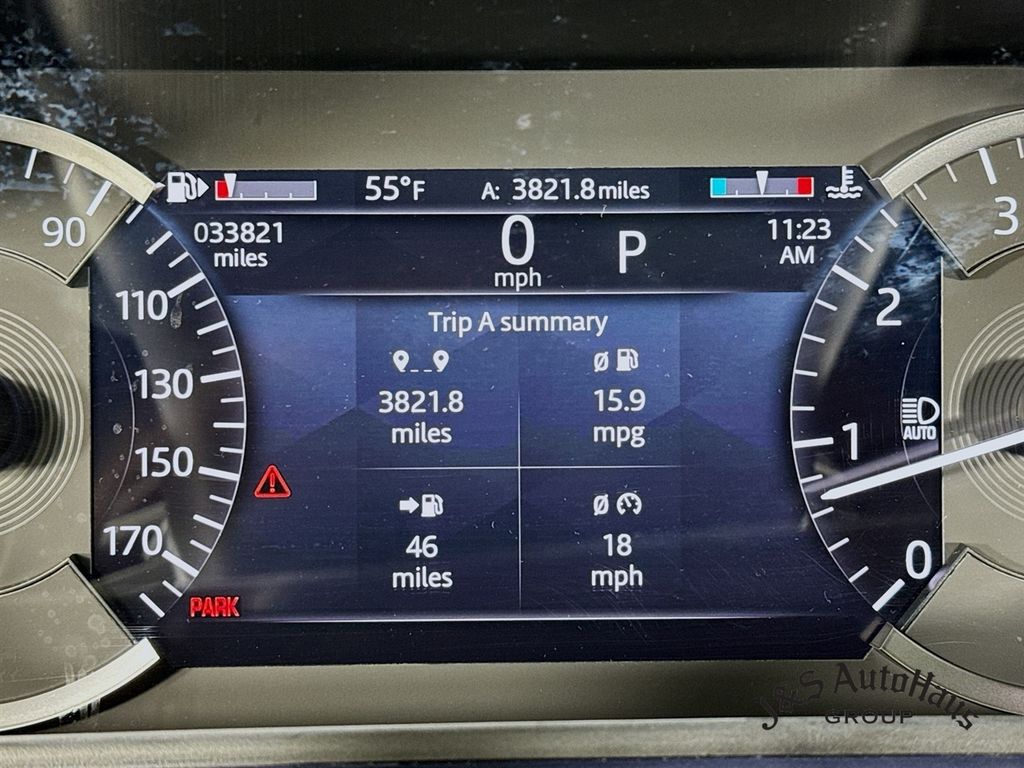 55°F A: 3821.8 miles
033821 miles
0 mph
P
11:23 AM
90
110
130
150
170
Trip A summary
3821.8 miles
15.9 mpg
46 miles
18 mph
PARK
3
2
1
0
AUTO
J&S AutoHaus
GROUP